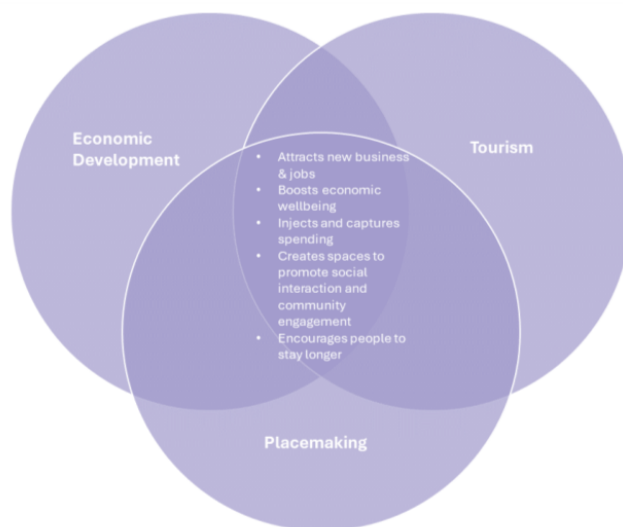 Economic
Development
Tourism
• Attracts new business
& jobs
• Boosts economic
wellbeing
• Injects and captures
spending
• Creates spaces to
promote social
interaction and
community
engagement
• Encourages people to
stay longer
Placemaking